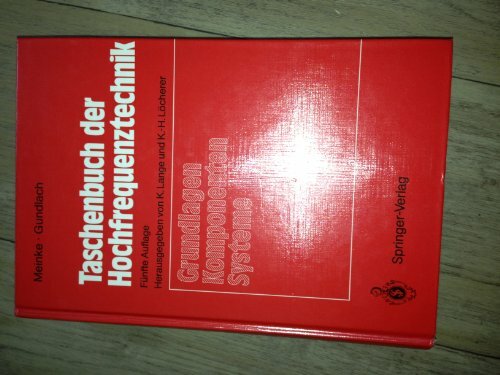 Meinke · Gundlach
Taschenbuch der
Hochfrequenztechnik
Fünfte Auflage
Herausgegeben von K. Lange und K.-H. Löcherer
Grundlagen
Komponenten
Systeme
Springer-Verlag